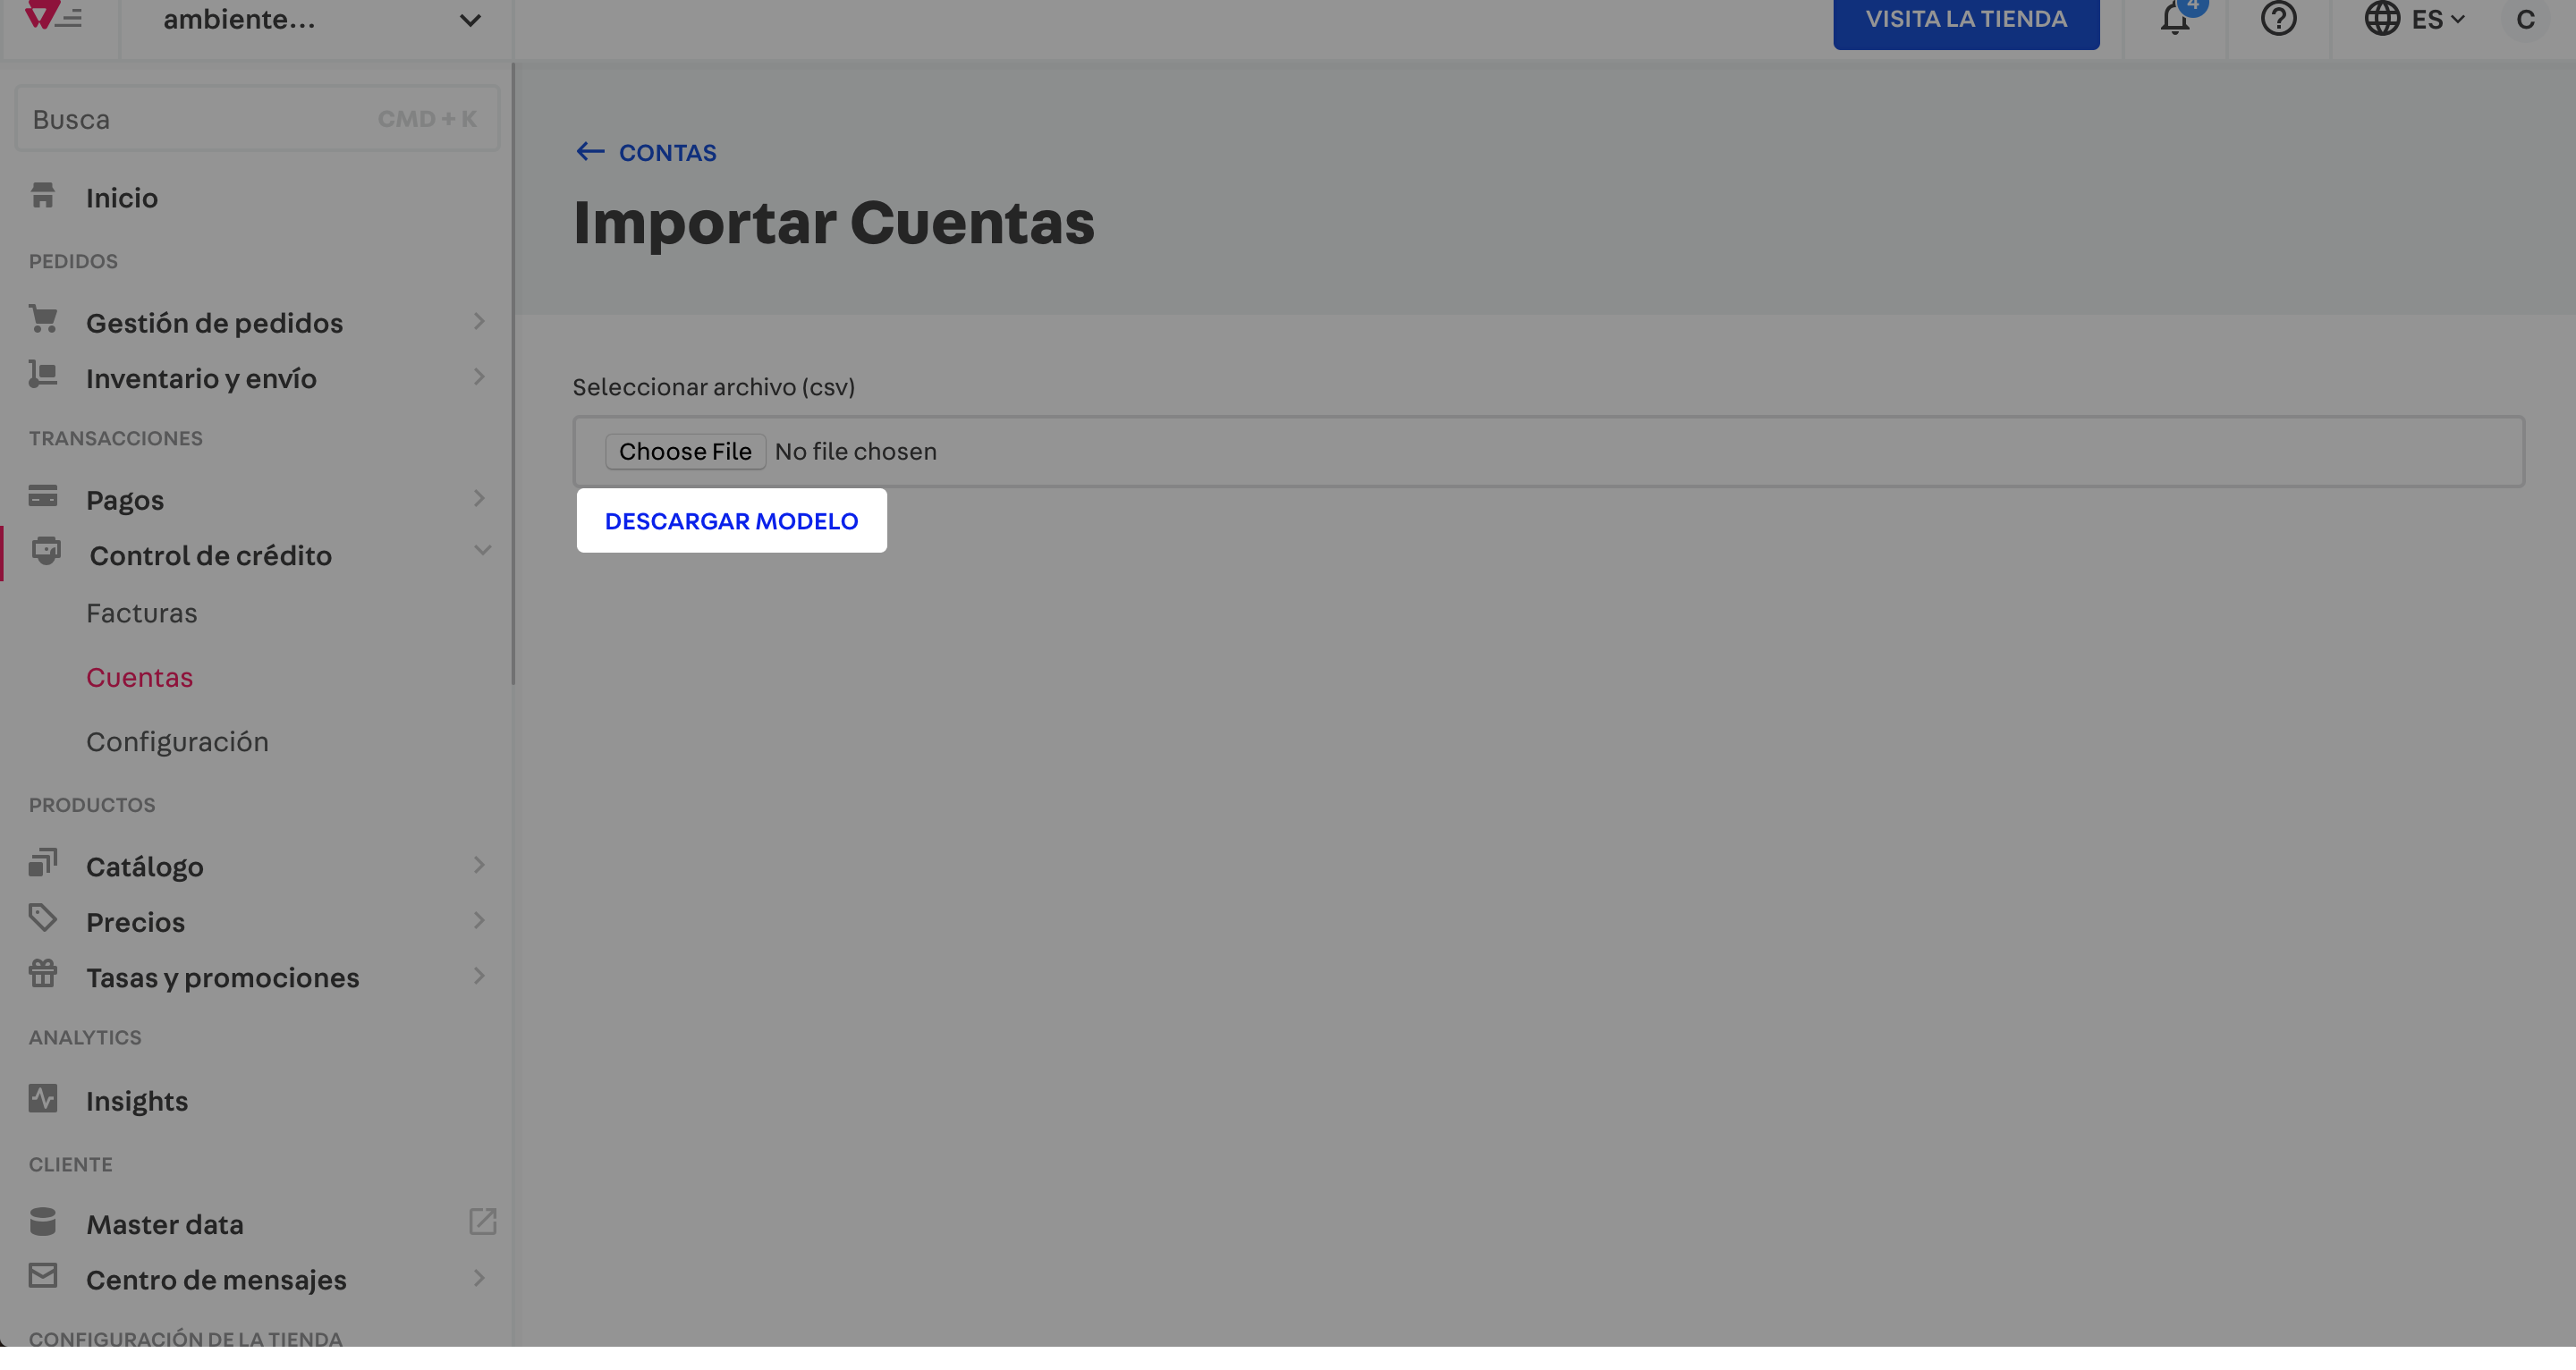 ambiente...
VISITA LA TIENDA
4
ES
C
Busca
CMD + K
Inicio
PEDIDOS
Gestión de pedidos
Inventario y envío
TRANSACCIONES
Pagos
Control de crédito
Facturas
Cuentas
Configuración
PRODUCTOS
Catálogo
Precios
Tasas y promociones
ANALYTICS
Insights
CLIENTE
Master data
Centro de mensajes
CONFIGURACIÓN DE LA TIENDA
CONTAS
Importar Cuentas
Seleccionar archivo (csv)
Choose File No file chosen
DESCARGAR MODELO